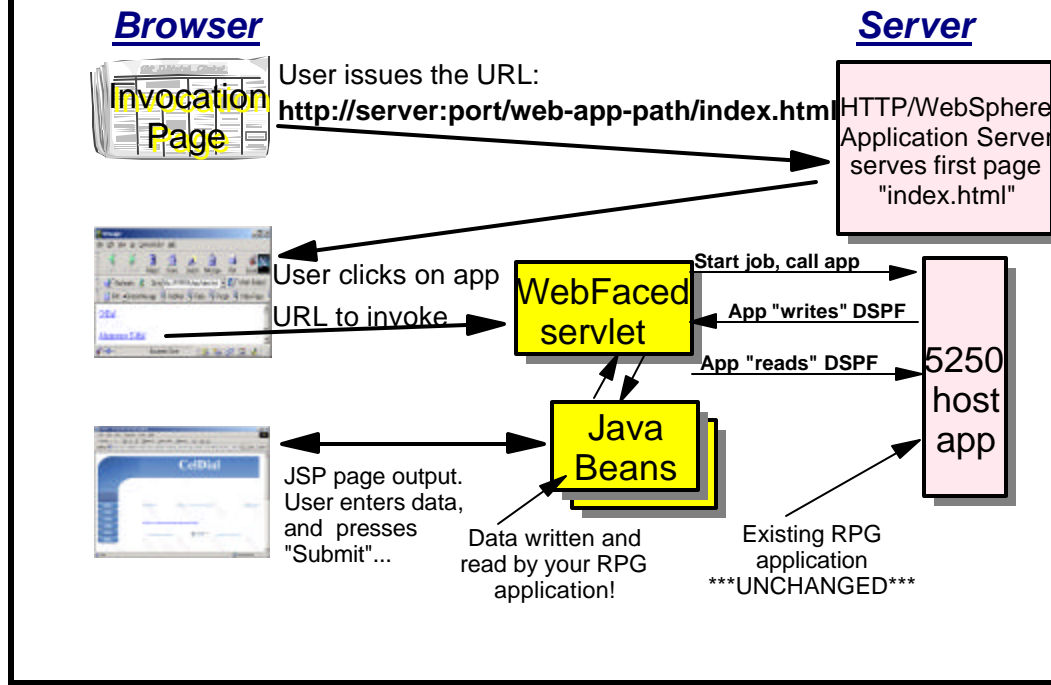 Browser
Server
Invocation
Page
User issues the URL:
http://server:port/web-app-path/index.html
HTTP/WebSphere
Application Server
serves first page
"index.html"
User clicks on app
URL to invoke
WebFaced
servlet
Start job, call app
App "writes" DSPF
App "reads" DSPF
5250
host
app
Java
Beans
CelDial
JSP page output.
User enters data,
and presses
"Submit"...
Data written and
read by your RPG
application!
Existing RPG
application
***UNCHANGED***